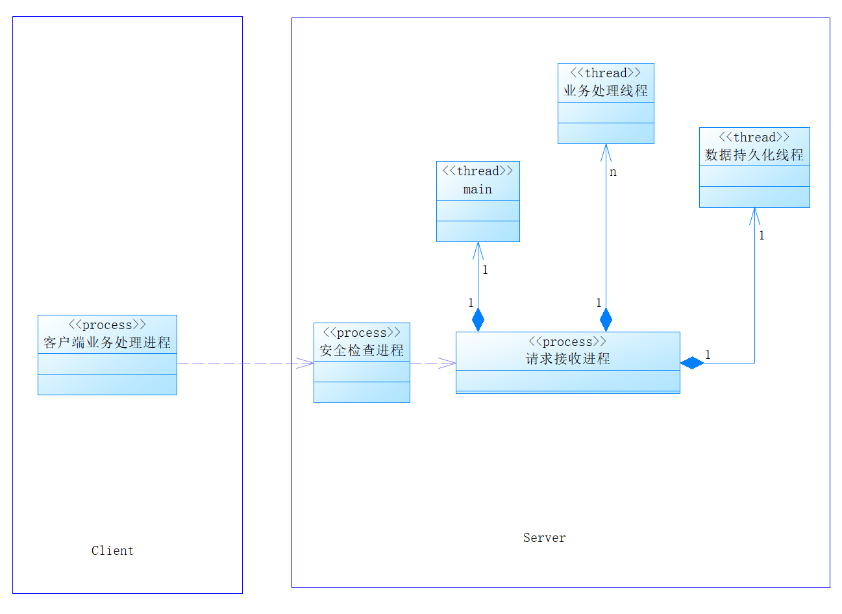 <<thread>>
业务处理线程
<<thread>>
数据持久化线程
<<thread>>
main
n
1
1
1
1
1
<<process>>
客户端业务处理进程
<<process>>
安全检查进程
<<process>>
请求接收进程
Client
Server